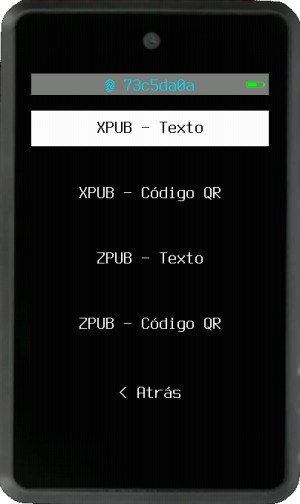 73c5da0a
XPUB - Texto
XPUB - Código QR
ZPUB - Texto
ZPUB - Código QR
< Atrás